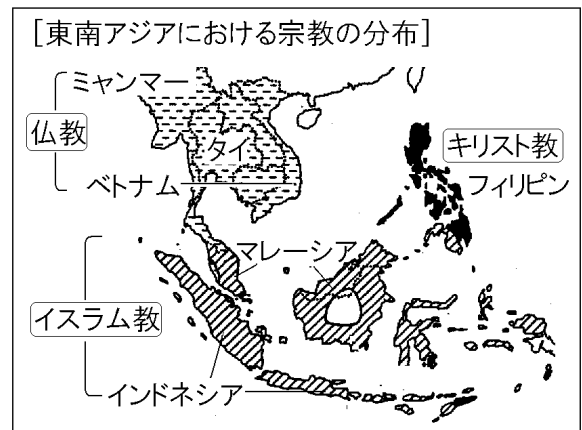 [東南アジアにおける宗教の分布]
ミャンマー
仏教
タイ
ベトナム
キリスト教
フィリピン
マレーシア
イスラム教
インドネシア